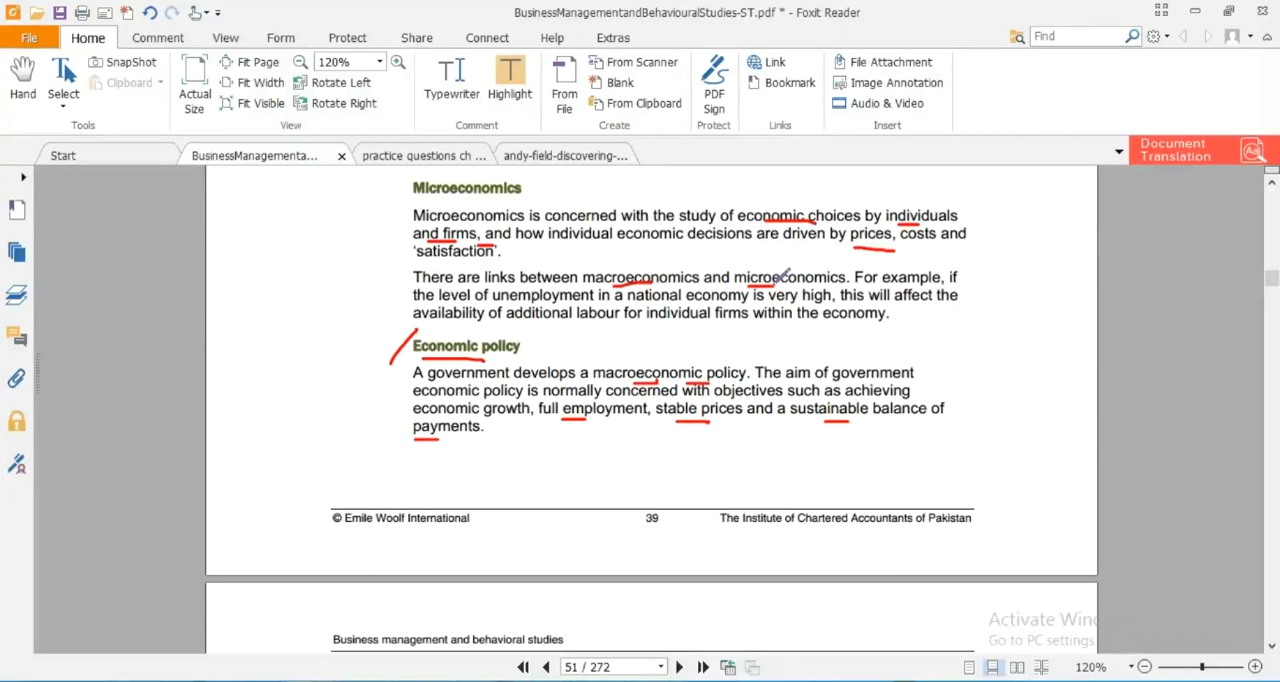 BusinessManagementandBehaviouralStudies-ST.pdf * - Foxit Reader
File Home Comment View Form Protect Share Connect Help Extras Find
Hand Select SnapShot Clipboard Actual Size Fit Page Fit Width Fit Visible 120% Rotate Left Rotate Right Typewriter Highlight From File From Scanner Blank From Clipboard PDF Sign Link Bookmark File Attachment Image Annotation Audio & Video
Tools View Comment Create Protect Links Insert
Start BusinessManagementa... practice questions ch ... andy-field-discovering-... Document Translation
Microeconomics
Microeconomics is concerned with the study of economic choices by individuals
and firms, and how individual economic decisions are driven by prices, costs and
‘satisfaction’.
There are links between macroeconomics and microeconomics. For example, if
the level of unemployment in a national economy is very high, this will affect the
availability of additional labour for individual firms within the economy.
Economic policy
A government develops a macroeconomic policy. The aim of government
economic policy is normally concerned with objectives such as achieving
economic growth, full employment, stable prices and a sustainable balance of
payments.
© Emile Woolf International 39 The Institute of Chartered Accountants of Pakistan
Activate Win
Business management and behavioral studies Go to PC settings
51 / 272 120%